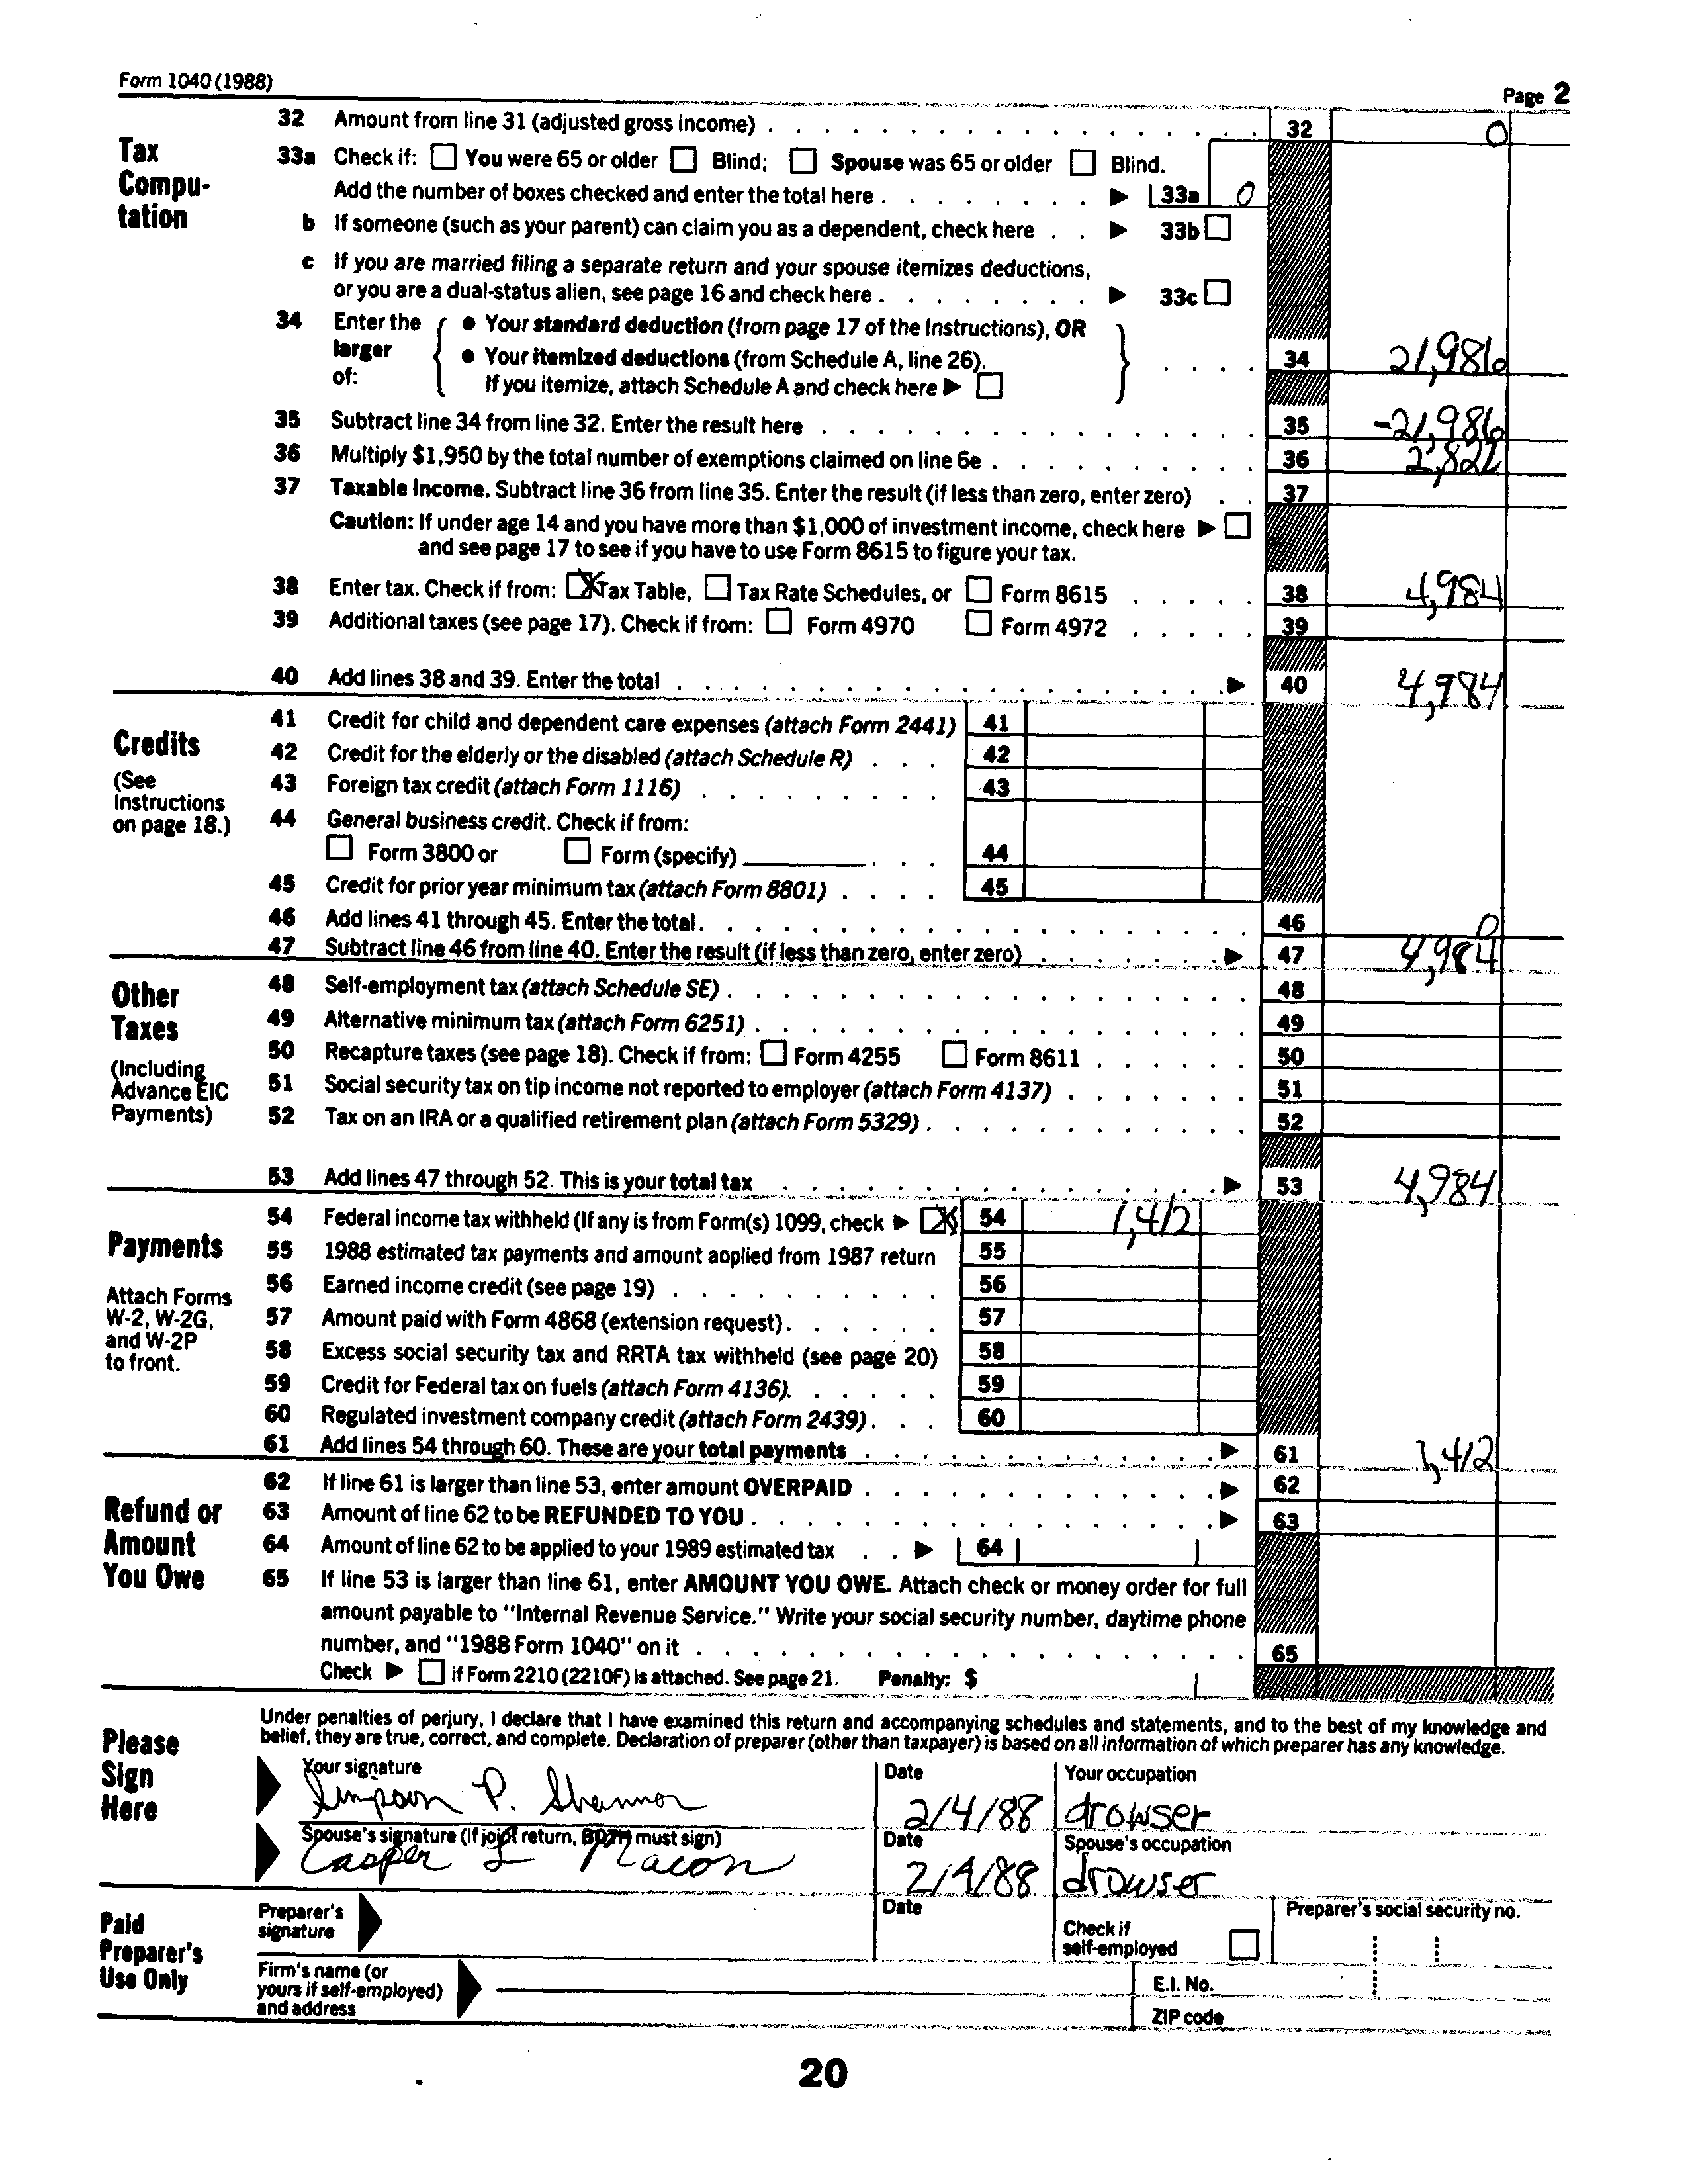 Form 1040 (1988)
Page 2
Tax Computation
32 Amount from line 31 (adjusted gross income) 32 0
33a Check if: You were 65 or older Blind; Spouse was 65 or older Blind.
Add the number of boxes checked and enter the total here 33a 0
b If someone (such as your parent) can claim you as a dependent, check here 33b
c If you are married filing a separate return and your spouse itemizes deductions,
or you are a dual-status alien, see page 16 and check here 33c
34 Enter the larger of: • Your standard deduction (from page 17 of the Instructions), OR
• Your itemized deductions (from Schedule A, line 26). 34 21,986
If you itemize, attach Schedule A and check here
35 Subtract line 34 from line 32. Enter the result here 35 -21,986
36 Multiply $1,950 by the total number of exemptions claimed on line 6e 36
37 Taxable income. Subtract line 36 from line 35. Enter the result (if less than zero, enter zero) 37
Caution: If under age 14 and you have more than $1,000 of investment income, check here
and see page 17 to see if you have to use Form 8615 to figure your tax.
38 Enter tax. Check if from: X Tax Table, Tax Rate Schedules, or Form 8615 38 4,984
39 Additional taxes (see page 17). Check if from: Form 4970 Form 4972 39
40 Add lines 38 and 39. Enter the total 40 4,984
Credits
(See Instructions on page 18.)
41 Credit for child and dependent care expenses (attach Form 2441) 41
42 Credit for the elderly or the disabled (attach Schedule R) 42
43 Foreign tax credit (attach Form 1116) 43
44 General business credit. Check if from:
Form 3800 or Form (specify) 44
45 Credit for prior year minimum tax (attach Form 8801) 45
46 Add lines 41 through 45. Enter the total 46 0
47 Subtract line 46 from line 40. Enter the result (if less than zero, enter zero) 47 4,984
Other Taxes
(Including Advance EIC Payments)
48 Self-employment tax (attach Schedule SE) 48
49 Alternative minimum tax (attach Form 6251) 49
50 Recapture taxes (see page 18). Check if from: Form 4255 Form 8611 50
51 Social security tax on tip income not reported to employer (attach Form 4137) 51
52 Tax on an IRA or a qualified retirement plan (attach Form 5329) 52
53 Add lines 47 through 52. This is your total tax 53 4,984
Payments
Attach Forms W-2, W-2G, and W-2P to front.
54 Federal income tax withheld (If any is from Form(s) 1099, check X 54 1,412
55 1988 estimated tax payments and amount applied from 1987 return 55
56 Earned income credit (see page 19) 56
57 Amount paid with Form 4868 (extension request) 57
58 Excess social security tax and RRTA tax withheld (see page 20) 58
59 Credit for Federal tax on fuels (attach Form 4136) 59
60 Regulated investment company credit (attach Form 2439) 60
61 Add lines 54 through 60. These are your total payments 61 1,412
Refund or Amount You Owe
62 If line 61 is larger than line 53, enter amount OVERPAID 62
63 Amount of line 62 to be REFUNDED TO YOU 63
64 Amount of line 62 to be applied to your 1989 estimated tax 64
65 If line 53 is larger than line 61, enter AMOUNT YOU OWE. Attach check or money order for full
amount payable to "Internal Revenue Service." Write your social security number, daytime phone
number, and "1988 Form 1040" on it 65
Check if Form 2210 (2210F) is attached. See page 21. Penalty: $
Please Sign Here
Under penalties of perjury, I declare that I have examined this return and accompanying schedules and statements, and to the best of my knowledge and
belief, they are true, correct, and complete. Declaration of preparer (other than taxpayer) is based on all information of which preparer has any knowledge.
Your signature Date Your occupation
Simpson P. Shannon 2/4/88 drowser
Spouse's signature (if joint return, BOTH must sign) Date Spouse's occupation
Casper L Macon 2/4/88 drowser
Paid Preparer's Use Only
Preparer's signature Date Check if self-employed Preparer's social security no.
Firm's name (or yours if self-employed) and address E.I. No.
ZIP code
20